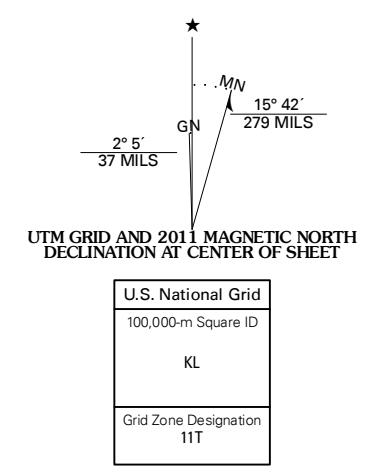 ★
MN
15° 42´
279 MILS
GN
2° 5´
37 MILS
UTM GRID AND 2011 MAGNETIC NORTH
DECLINATION AT CENTER OF SHEET
U.S. National Grid
100,000-m Square ID
KL
Grid Zone Designation
11T